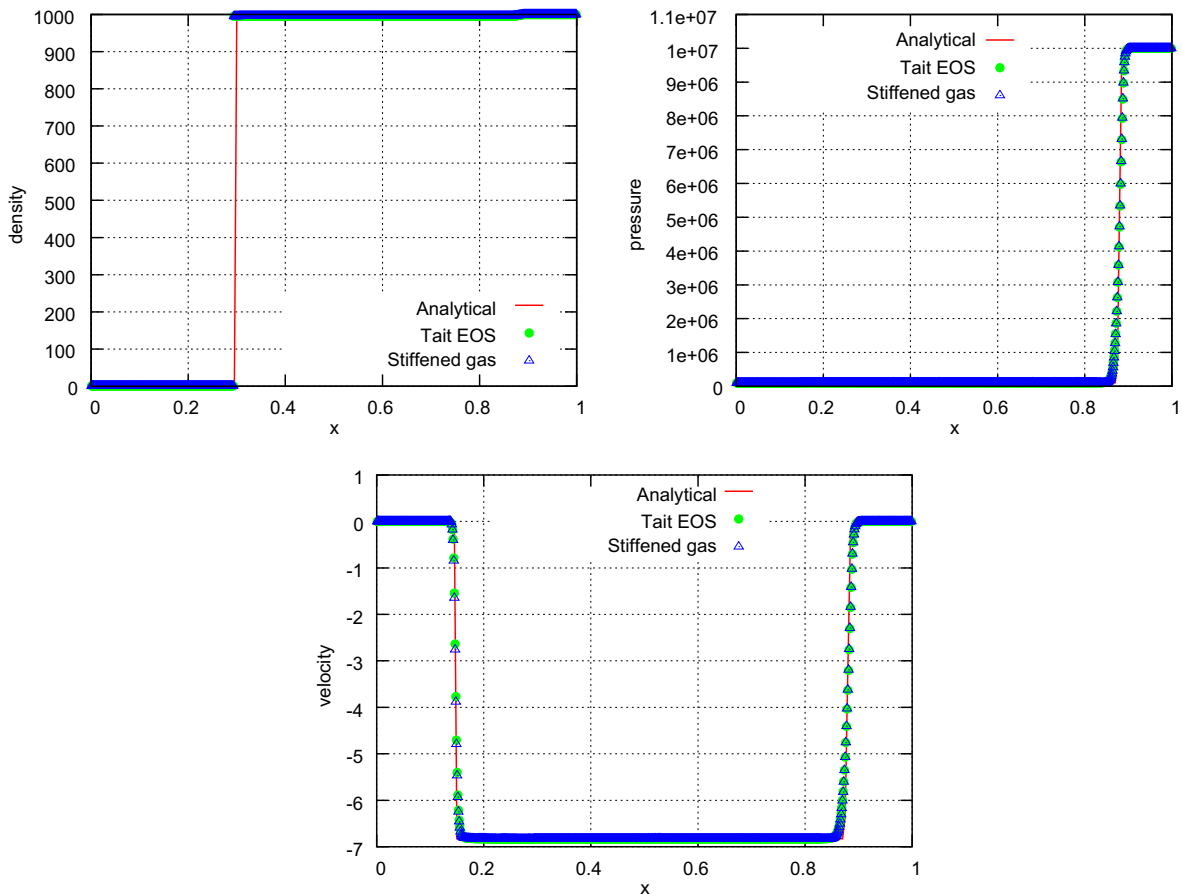 1000
900
800
700
600
500
400
300
200
100
0
density
0
0.2
0.4
0.6
0.8
1
x
Analytical
Tait EOS
Stiffened gas
1.1e+07
1e+07
9e+06
8e+06
7e+06
6e+06
5e+06
4e+06
3e+06
2e+06
1e+06
0
pressure
0
0.2
0.4
0.6
0.8
1
x
Analytical
Tait EOS
Stiffened gas
1
0
-1
-2
-3
-4
-5
-6
-7
velocity
0
0.2
0.4
0.6
0.8
1
x
Analytical
Tait EOS
Stiffened gas